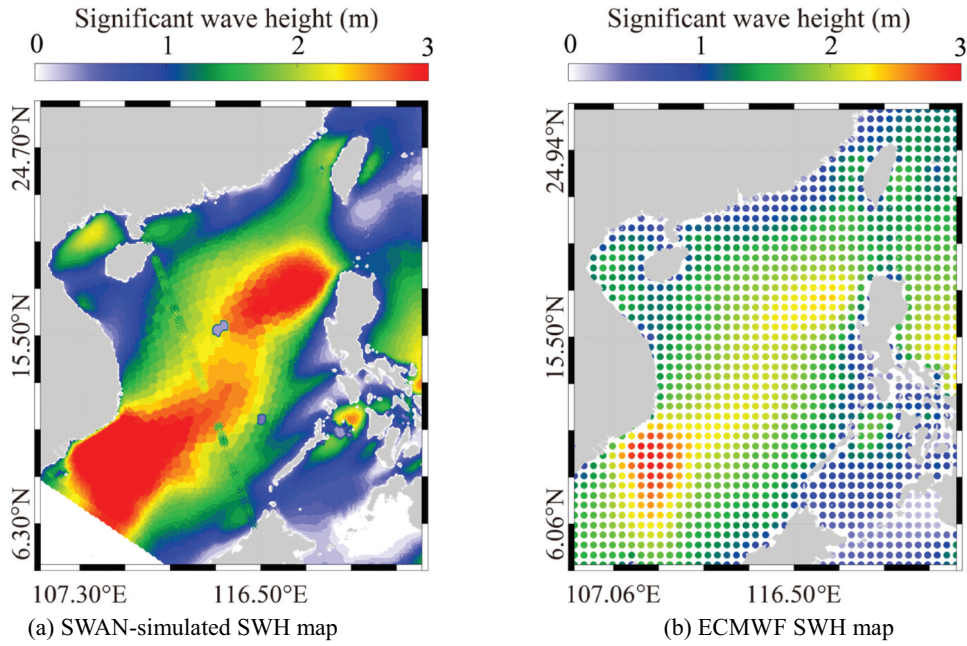 Significant wave height (m)
0 1 2 3
24.70°N
15.50°N
6.30°N
107.30°E 116.50°E
(a) SWAN-simulated SWH map
Significant wave height (m)
0 1 2 3
24.94°N
15.50°N
6.06°N
107.06°E 116.50°E
(b) ECMWF SWH map